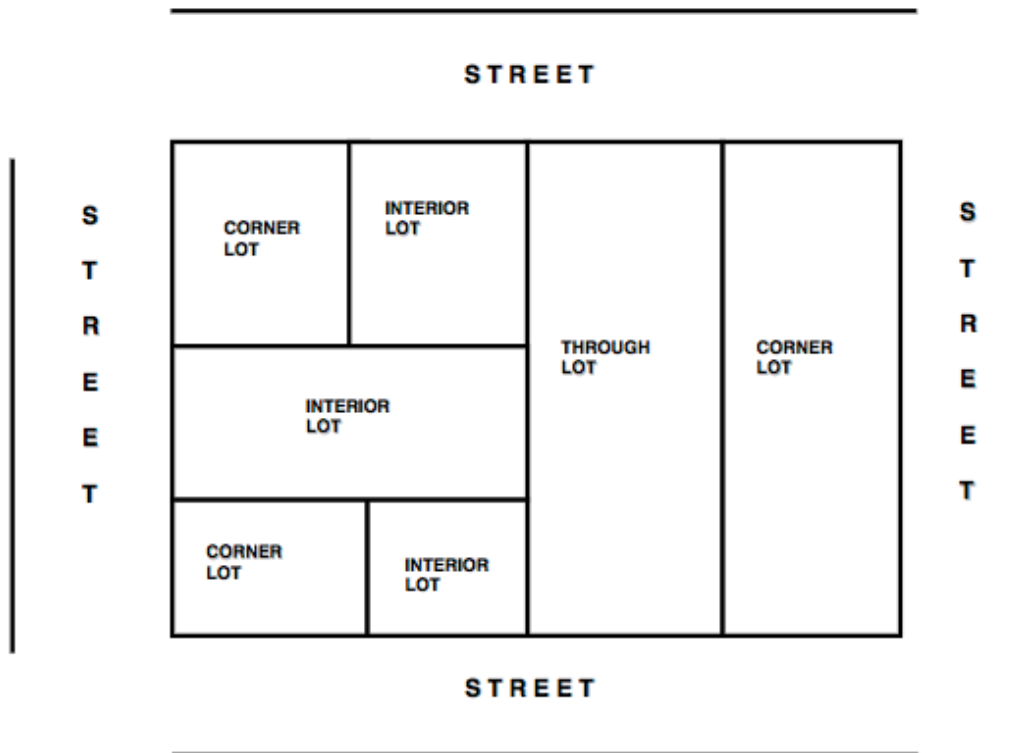 STREET
S
T
R
E
E
T
CORNER
LOT
INTERIOR
LOT
INTERIOR
LOT
CORNER
LOT
INTERIOR
LOT
THROUGH
LOT
CORNER
LOT
S
T
R
E
E
T
STREET